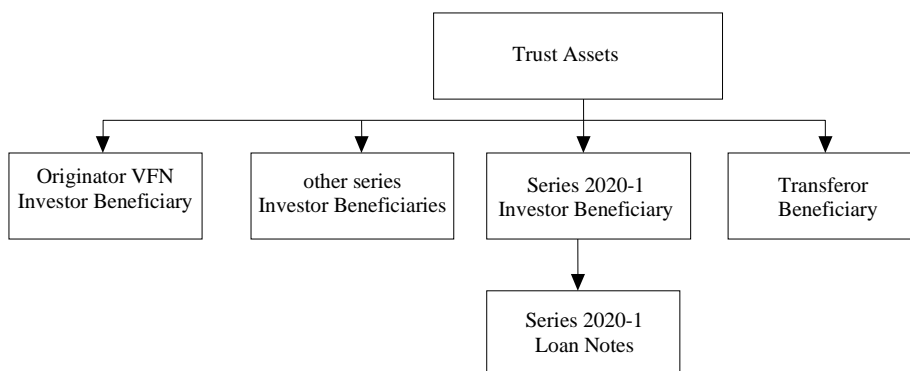 Trust Assets
Originator VFN
Investor Beneficiary
other series
Investor Beneficiaries
Series 2020-1
Investor Beneficiary
Transferor
Beneficiary
Series 2020-1
Loan Notes